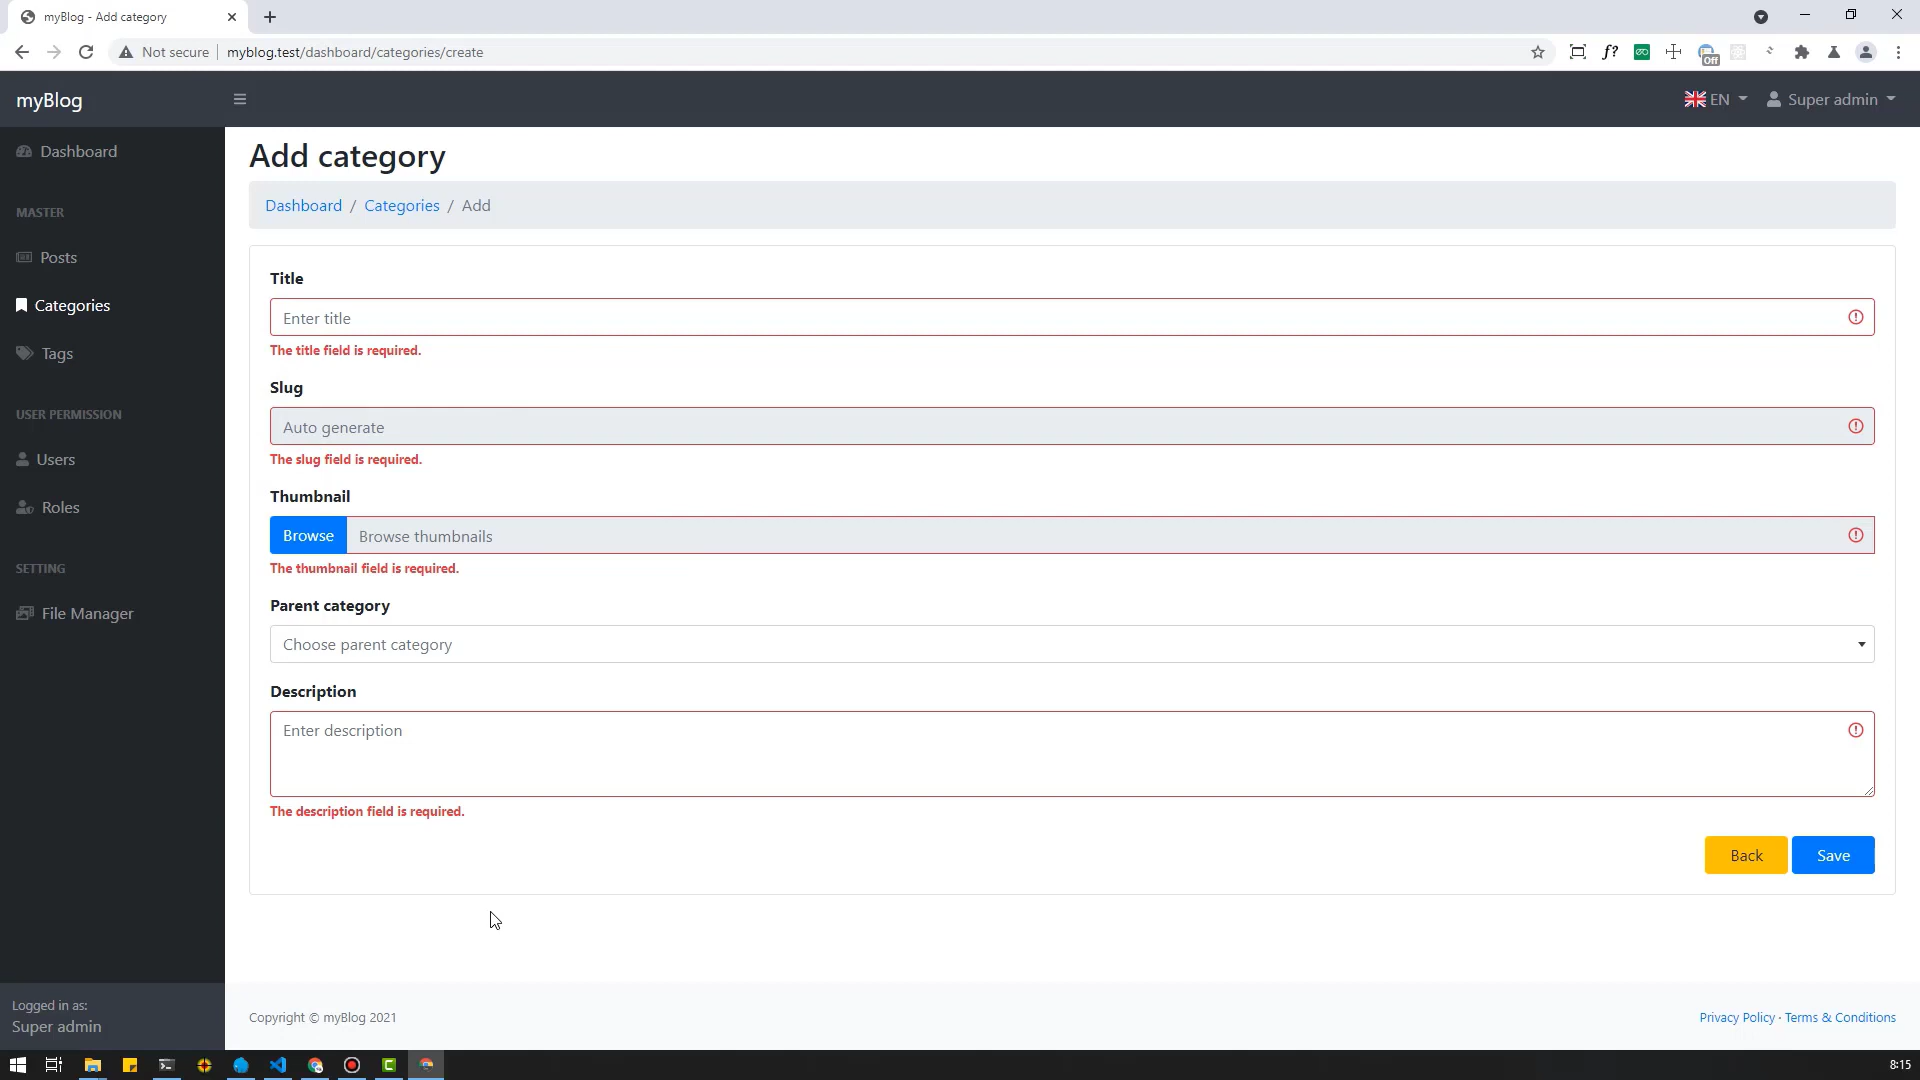 myBlog - Add category
Not secure
myblog.test/dashboard/categories/create
f?
Off
myBlog
EN
Super admin
Dashboard
MASTER
Posts
Categories
Tags
USER PERMISSION
Users
Roles
SETTING
File Manager
Logged in as:
Super admin
Add category
Dashboard / Categories / Add
Title
Enter title
The title field is required.
Slug
Auto generate
The slug field is required.
Thumbnail
Browse
Browse thumbnails
The thumbnail field is required.
Parent category
Choose parent category
Description
Enter description
The description field is required.
Back
Save
Copyright © myBlog 2021
Privacy Policy · Terms & Conditions
8:15